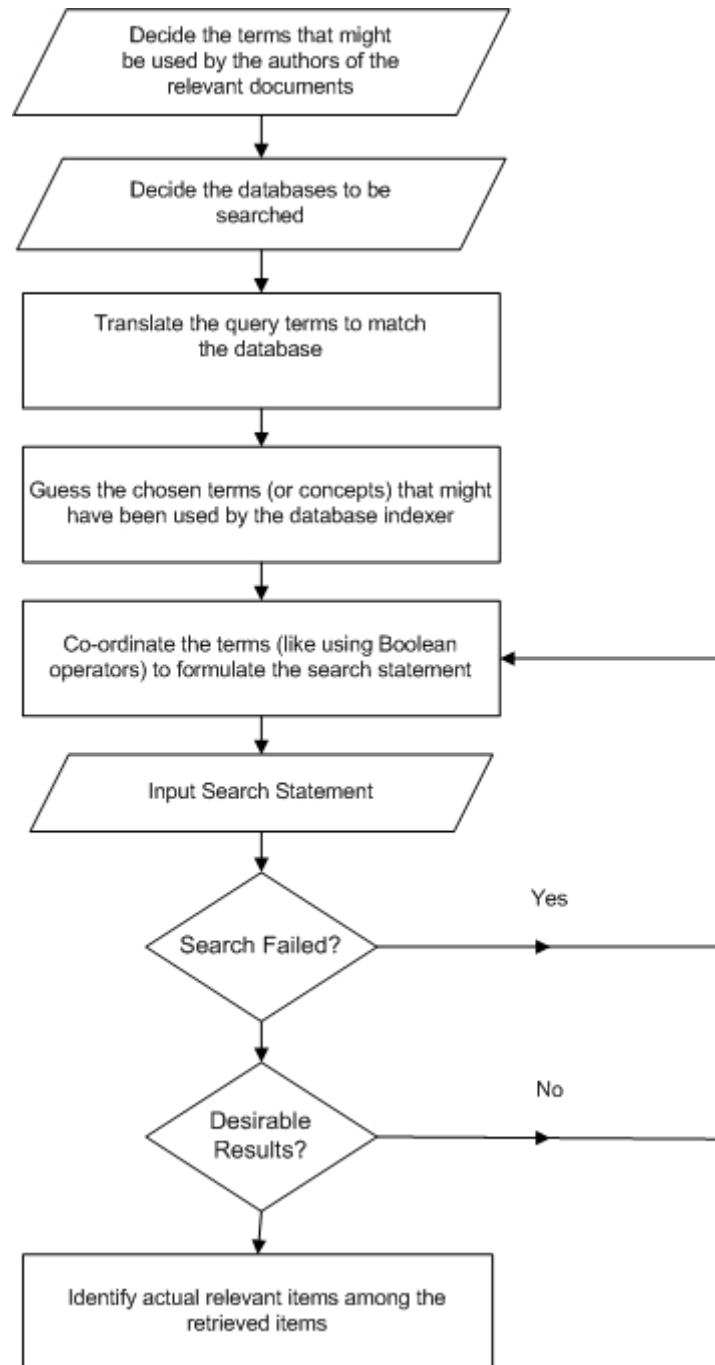 Decide the terms that might
be used by the authors of the
relevant documents
Decide the databases to be
searched
Translate the query terms to match
the database
Guess the chosen terms (or concepts) that might
have been used by the database indexer
Co-ordinate the terms (like using Boolean
operators) to formulate the search statement
Input Search Statement
Yes
Search Failed?
No
Desirable
Results?
Identify actual relevant items among the
retrieved items